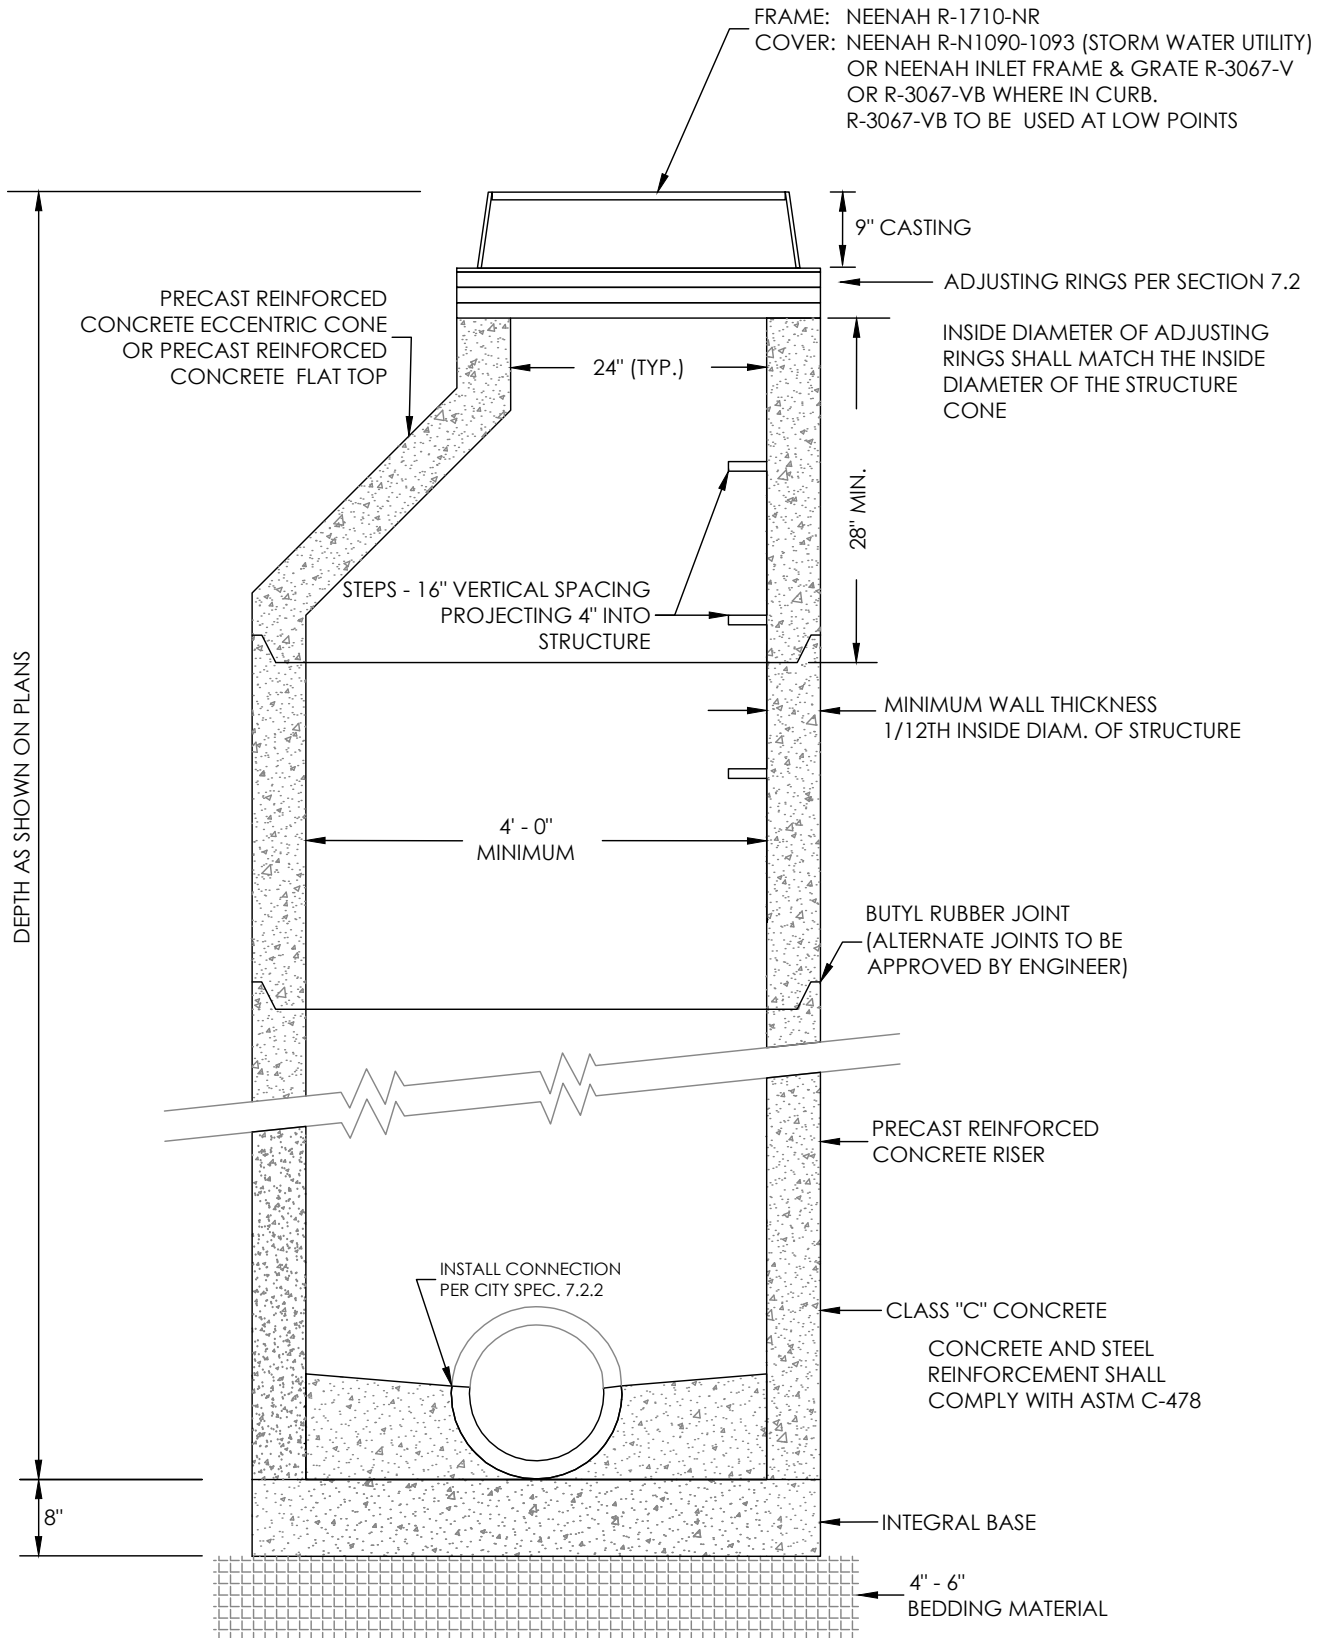 FRAME: NEENAH R-1710-NR
COVER: NEENAH R-N1090-1093 (STORM WATER UTILITY)
OR NEENAH INLET FRAME & GRATE R-3067-V
OR R-3067-VB WHERE IN CURB.
R-3067-VB TO BE USED AT LOW POINTS
9" CASTING
ADJUSTING RINGS PER SECTION 7.2
INSIDE DIAMETER OF ADJUSTING
RINGS SHALL MATCH THE INSIDE
DIAMETER OF THE STRUCTURE
CONE
PRECAST REINFORCED
CONCRETE ECCENTRIC CONE
OR PRECAST REINFORCED
CONCRETE FLAT TOP
24" (TYP.)
28" MIN.
STEPS - 16" VERTICAL SPACING
PROJECTING 4" INTO
STRUCTURE
MINIMUM WALL THICKNESS
1/12TH INSIDE DIAM. OF STRUCTURE
DEPTH AS SHOWN ON PLANS
4' - 0"
MINIMUM
BUTYL RUBBER JOINT
(ALTERNATE JOINTS TO BE
APPROVED BY ENGINEER)
PRECAST REINFORCED
CONCRETE RISER
INSTALL CONNECTION
PER CITY SPEC. 7.2.2
CLASS "C" CONCRETE
CONCRETE AND STEEL
REINFORCEMENT SHALL
COMPLY WITH ASTM C-478
8"
INTEGRAL BASE
4" - 6"
BEDDING MATERIAL